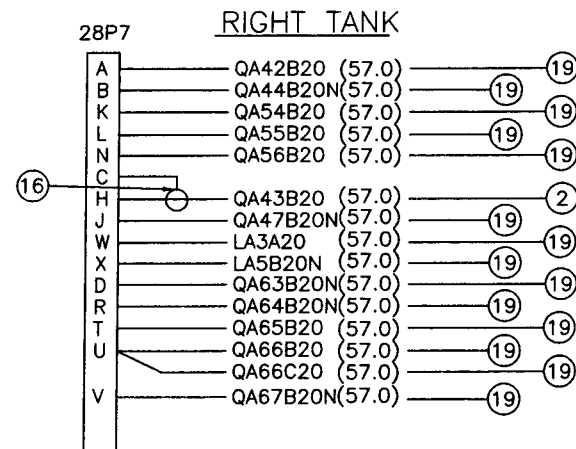 RIGHT TANK
28P7
A QA42B20 (57.0) 19
B QA44B20N(57.0) 19
K QA54B20 (57.0) 19
L QA55B20 (57.0) 19
N QA56B20 (57.0) 19
C
16
H QA43B20 (57.0) 2
J QA47B20N(57.0) 19
W LA3A20 (57.0) 19
X LA5B20N (57.0) 19
D QA63B20N(57.0) 19
R QA64B20N(57.0) 19
T QA65B20 (57.0) 19
U QA66B20 (57.0) 19
QA66C20 (57.0) 19
V QA67B20N(57.0) 19